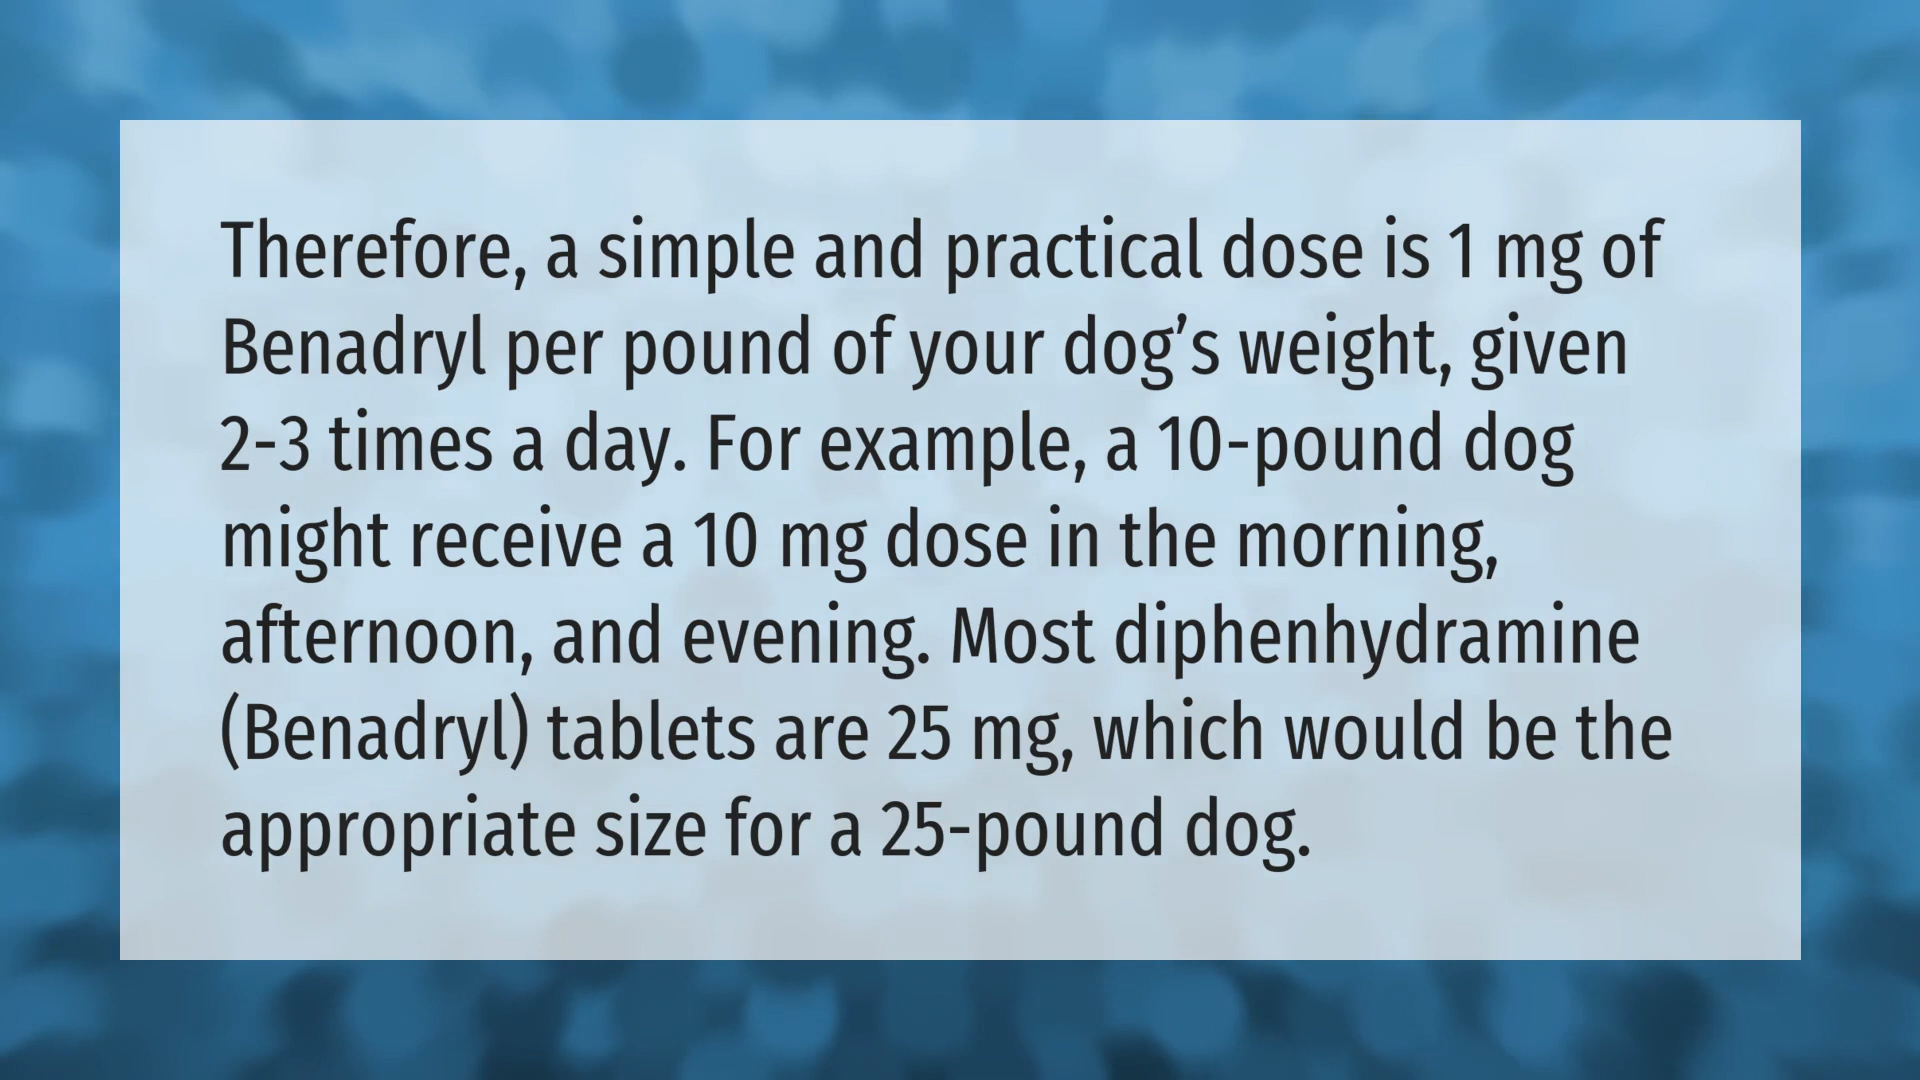 Therefore, a simple and practical dose is 1 mg of
Benadryl per pound of your dog’s weight, given
2-3 times a day. For example, a 10-pound dog
might receive a 10 mg dose in the morning,
afternoon, and evening. Most diphenhydramine
(Benadryl) tablets are 25 mg, which would be the
appropriate size for a 25-pound dog.